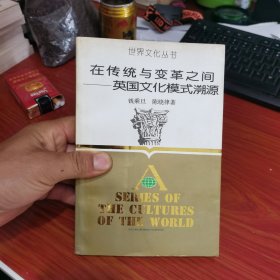 世界文化丛书
在传统与变革之间
——英国文化模式溯源
钱乘旦 陈晓律著
A
SERIES OF
THE CULTURES
OF THE WORLD